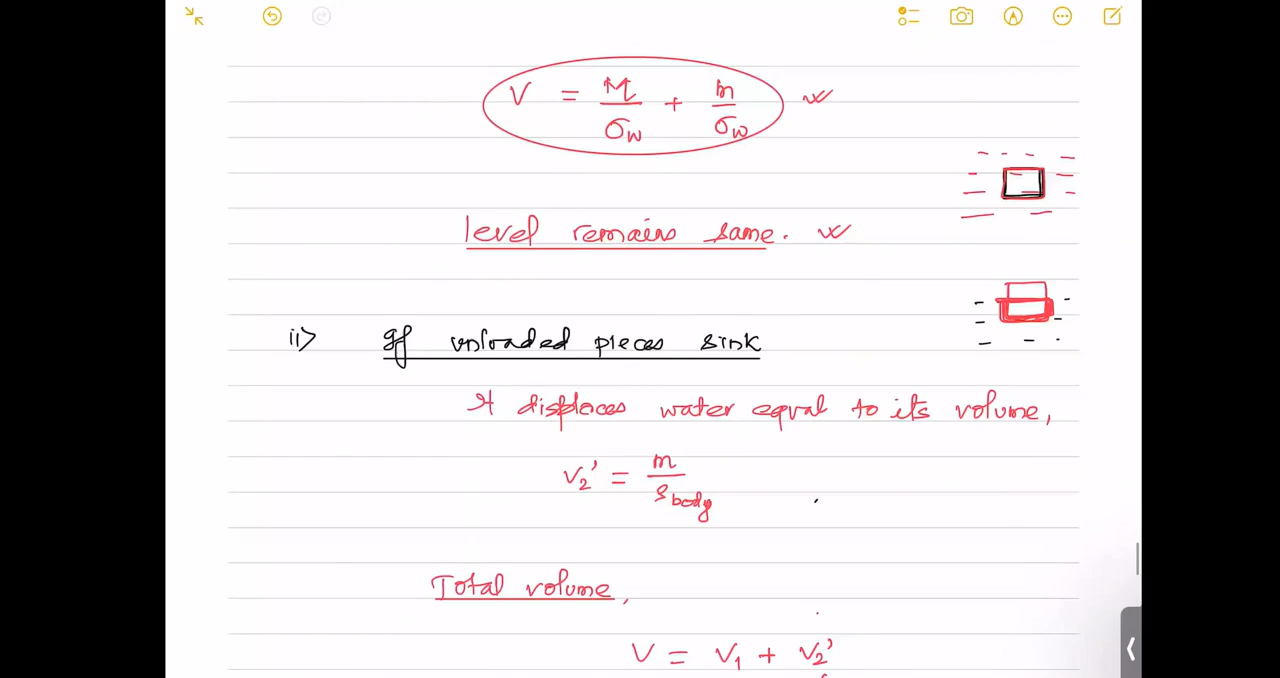 V = M/σw + m/σw
level remains same.
ii> If unloaded pieces sink
It displaces water equal to its volume,
V₂' = m/ρbody
Total volume,
V = V₁ + V₂'